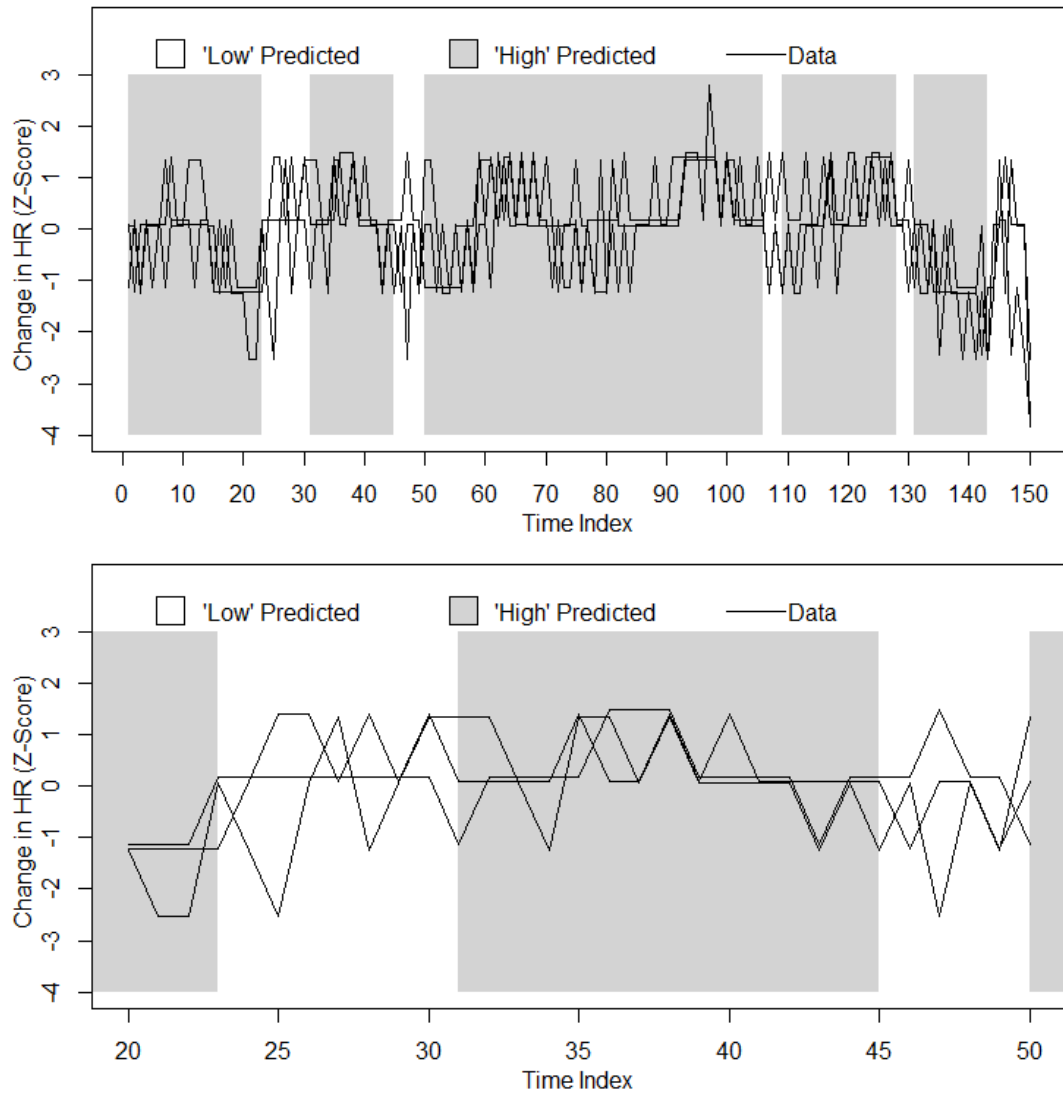 'Low' Predicted 'High' Predicted Data
3
2
1
0
-1
-2
-3
-4
Change in HR (Z-Score)
0 10 20 30 40 50 60 70 80 90 100 110 120 130 140 150
Time Index
'Low' Predicted 'High' Predicted Data
3
2
1
0
-1
-2
-3
-4
Change in HR (Z-Score)
20 25 30 35 40 45 50
Time Index